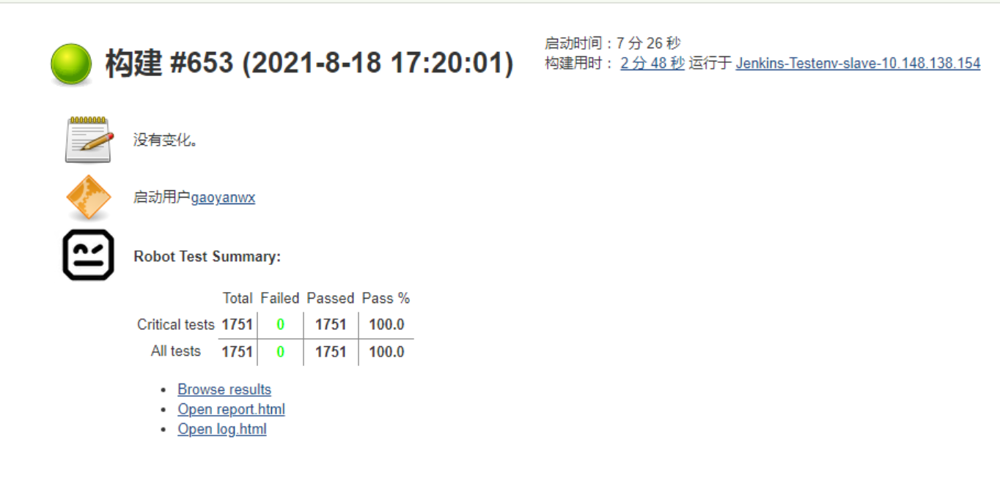 构建 #653 (2021-8-18 17:20:01)
启动时间：7 分 26 秒
构建用时： 2 分 48 秒 运行于 Jenkins-Testenv-slave-10.148.138.154
没有变化。
启动用户gaoyanwx
Robot Test Summary:
Total Failed Passed Pass %
Critical tests 1751 0 1751 100.0
All tests 1751 0 1751 100.0
• Browse results
• Open report.html
• Open log.html